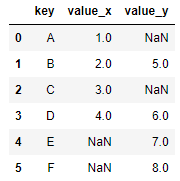 key value_x value_y
0 A 1.0 NaN
1 B 2.0 5.0
2 C 3.0 NaN
3 D 4.0 6.0
4 E NaN 7.0
5 F NaN 8.0